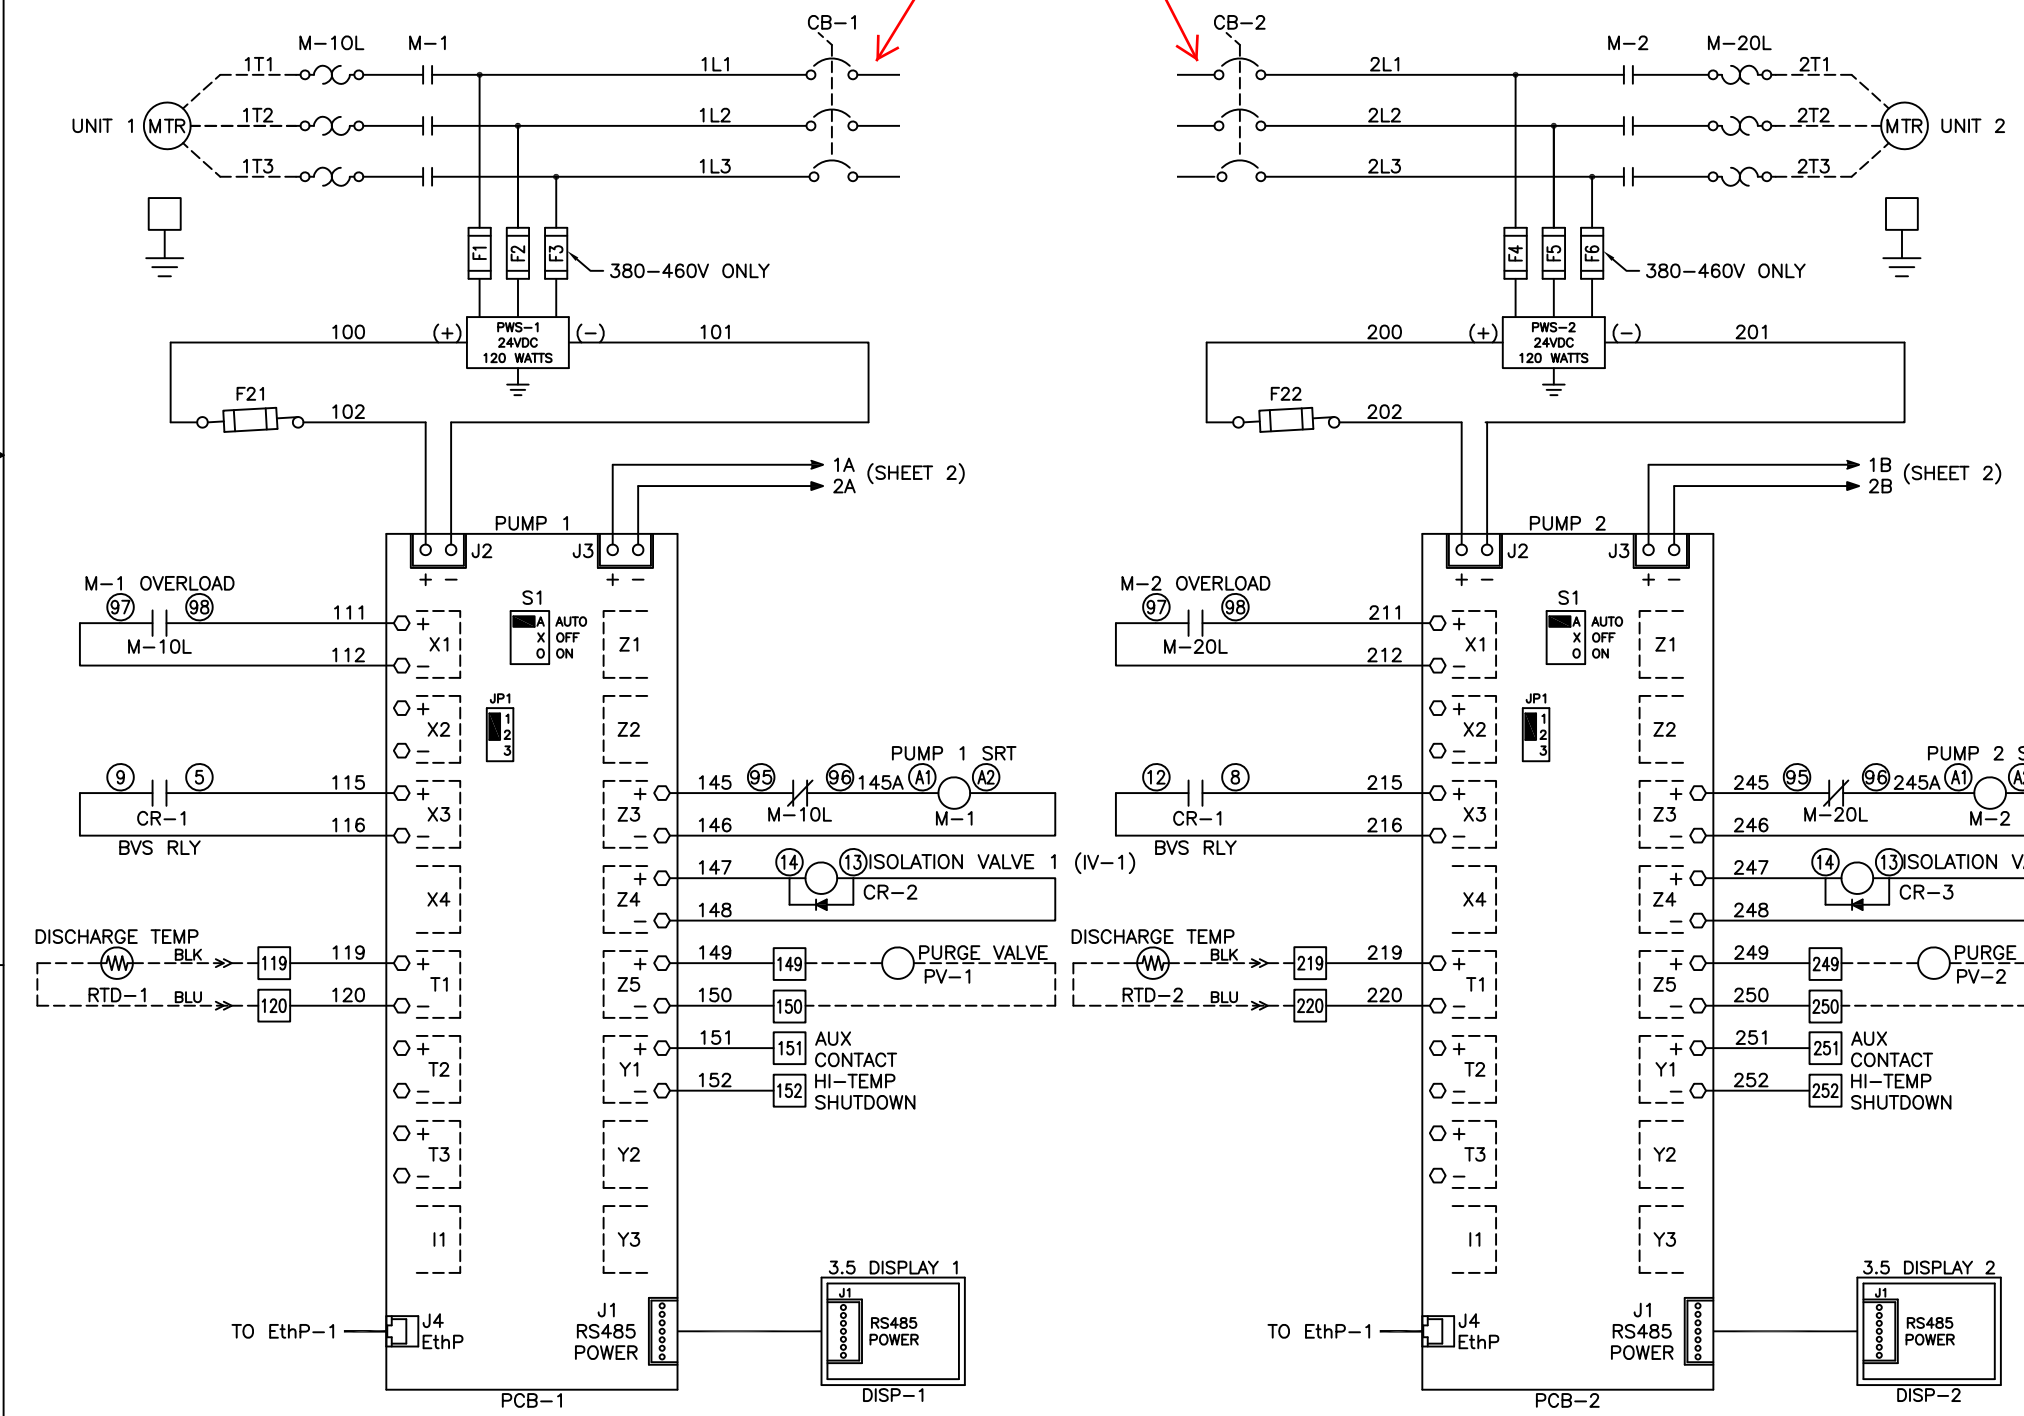 CB-1
CB-2
M-1OL
M-1
M-2
M-2OL
1T1
1L1
2L1
2T1
UNIT 1
MTR
1T2
1L2
2L2
2T2
MTR
UNIT 2
1T3
1L3
2L3
2T3
F1
F2
F3
380-460V ONLY
F4
F5
F6
380-460V ONLY
100
(+)
PWS-1
24VDC
120 WATTS
(-)
101
200
(+)
PWS-2
24VDC
120 WATTS
(-)
201
F21
102
F22
202
1A
2A
(SHEET 2)
1B
2B
(SHEET 2)
PUMP 1
J2
J3
+ -
+ -
M-1 OVERLOAD
97
98
M-1OL
111
112
+
-
X1
S1
A AUTO
X OFF
O ON
Z1
JP1
1
2
3
+
-
X2
Z2
9
5
CR-1
BVS RLY
115
116
+
-
X3
Z3
+
-
145
146
95
96
M-1OL
145A
PUMP 1 SRT
A1
A2
M-1
X4
Z4
+
-
147
148
14
13
ISOLATION VALVE 1 (IV-1)
CR-2
DISCHARGE TEMP
BLK
RTD-1
BLU
119
120
119
120
+
-
T1
Z5
+
-
149
150
149
150
PURGE VALVE
PV-1
+
-
T2
Y1
+
-
151
152
151
152
AUX
CONTACT
HI-TEMP
SHUTDOWN
+
-
T3
Y2
I1
Y3
TO EthP-1
J4
EthP
J1
RS485
POWER
3.5 DISPLAY 1
J1
RS485
POWER
DISP-1
PCB-1
PUMP 2
J2
J3
+ -
+ -
M-2 OVERLOAD
97
98
M-2OL
211
212
+
-
X1
S1
A AUTO
X OFF
O ON
Z1
JP1
1
2
3
+
-
X2
Z2
12
8
CR-1
BVS RLY
215
216
+
-
X3
Z3
+
-
245
246
95
96
M-2OL
245A
PUMP 2 S
A1
M-2
X4
Z4
+
-
247
248
14
13
ISOLATION VA
CR-3
DISCHARGE TEMP
BLK
RTD-2
BLU
219
220
219
220
+
-
T1
Z5
+
-
249
250
249
250
PURGE
PV-2
+
-
T2
Y1
+
-
251
252
251
252
AUX
CONTACT
HI-TEMP
SHUTDOWN
+
-
T3
Y2
I1
Y3
TO EthP-1
J4
EthP
J1
RS485
POWER
3.5 DISPLAY 2
J1
RS485
POWER
DISP-2
PCB-2